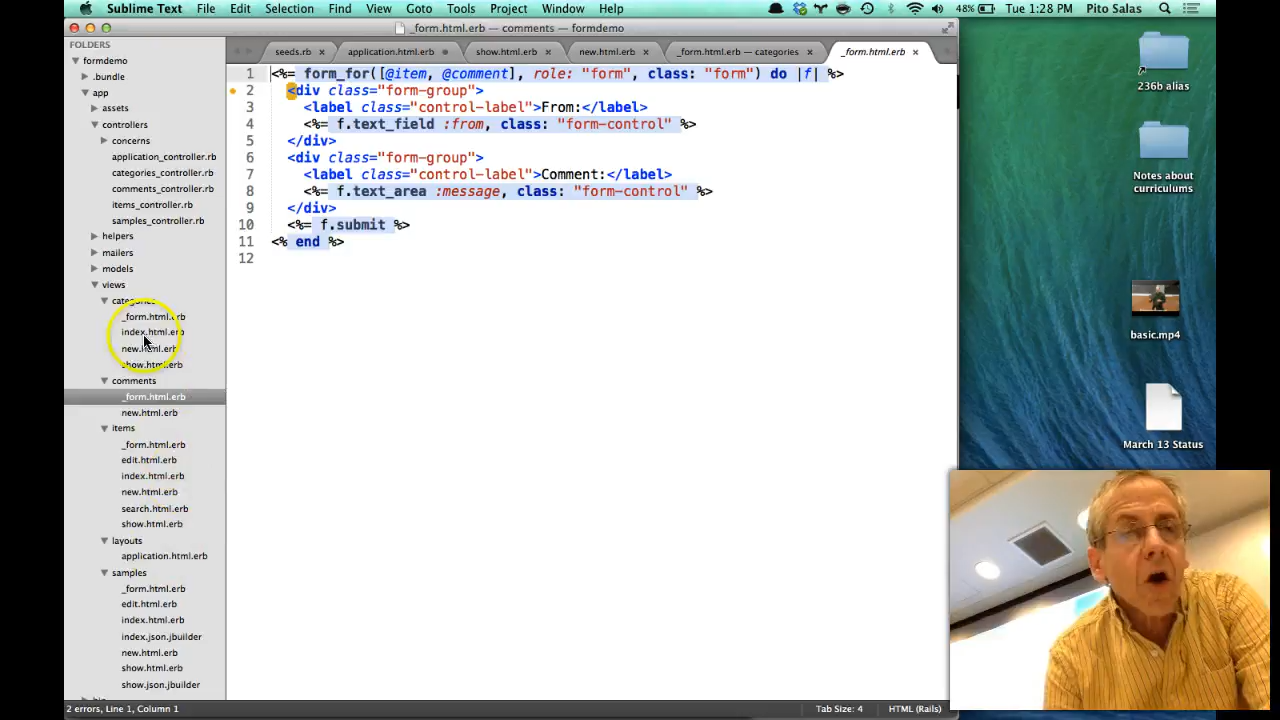 Sublime Text File Edit Selection Find View Goto Tools Project Window Help 48% Tue 1:28 PM Pito Salas
_form.html.erb — comments — formdemo
FOLDERS
formdemo
.bundle
app
assets
controllers
concerns
application_controller.rb
categories_controller.rb
comments_controller.rb
items_controller.rb
samples_controller.rb
helpers
mailers
models
views
categories
_form.html.erb
index.html.erb
new.html.erb
show.html.erb
comments
_form.html.erb
new.html.erb
items
_form.html.erb
edit.html.erb
index.html.erb
new.html.erb
search.html.erb
show.html.erb
layouts
application.html.erb
samples
_form.html.erb
edit.html.erb
index.html.erb
index.json.jbuilder
new.html.erb
show.html.erb
show.json.jbuilder
seeds.rb application.html.erb show.html.erb new.html.erb _form.html.erb — categories _form.html.erb
1 <%= form_for([@item, @comment], role: "form", class: "form") do |f| %>
2 <div class="form-group">
3 <label class="control-label">From:</label>
4 <%= f.text_field :from, class: "form-control" %>
5 </div>
6 <div class="form-group">
7 <label class="control-label">Comment:</label>
8 <%= f.text_area :message, class: "form-control" %>
9 </div>
10 <%= f.submit %>
11 <% end %>
12
2 errors, Line 1, Column 1 Tab Size: 4 HTML (Rails)
236b alias
Notes about
curriculums
basic.mp4
March 13 Status